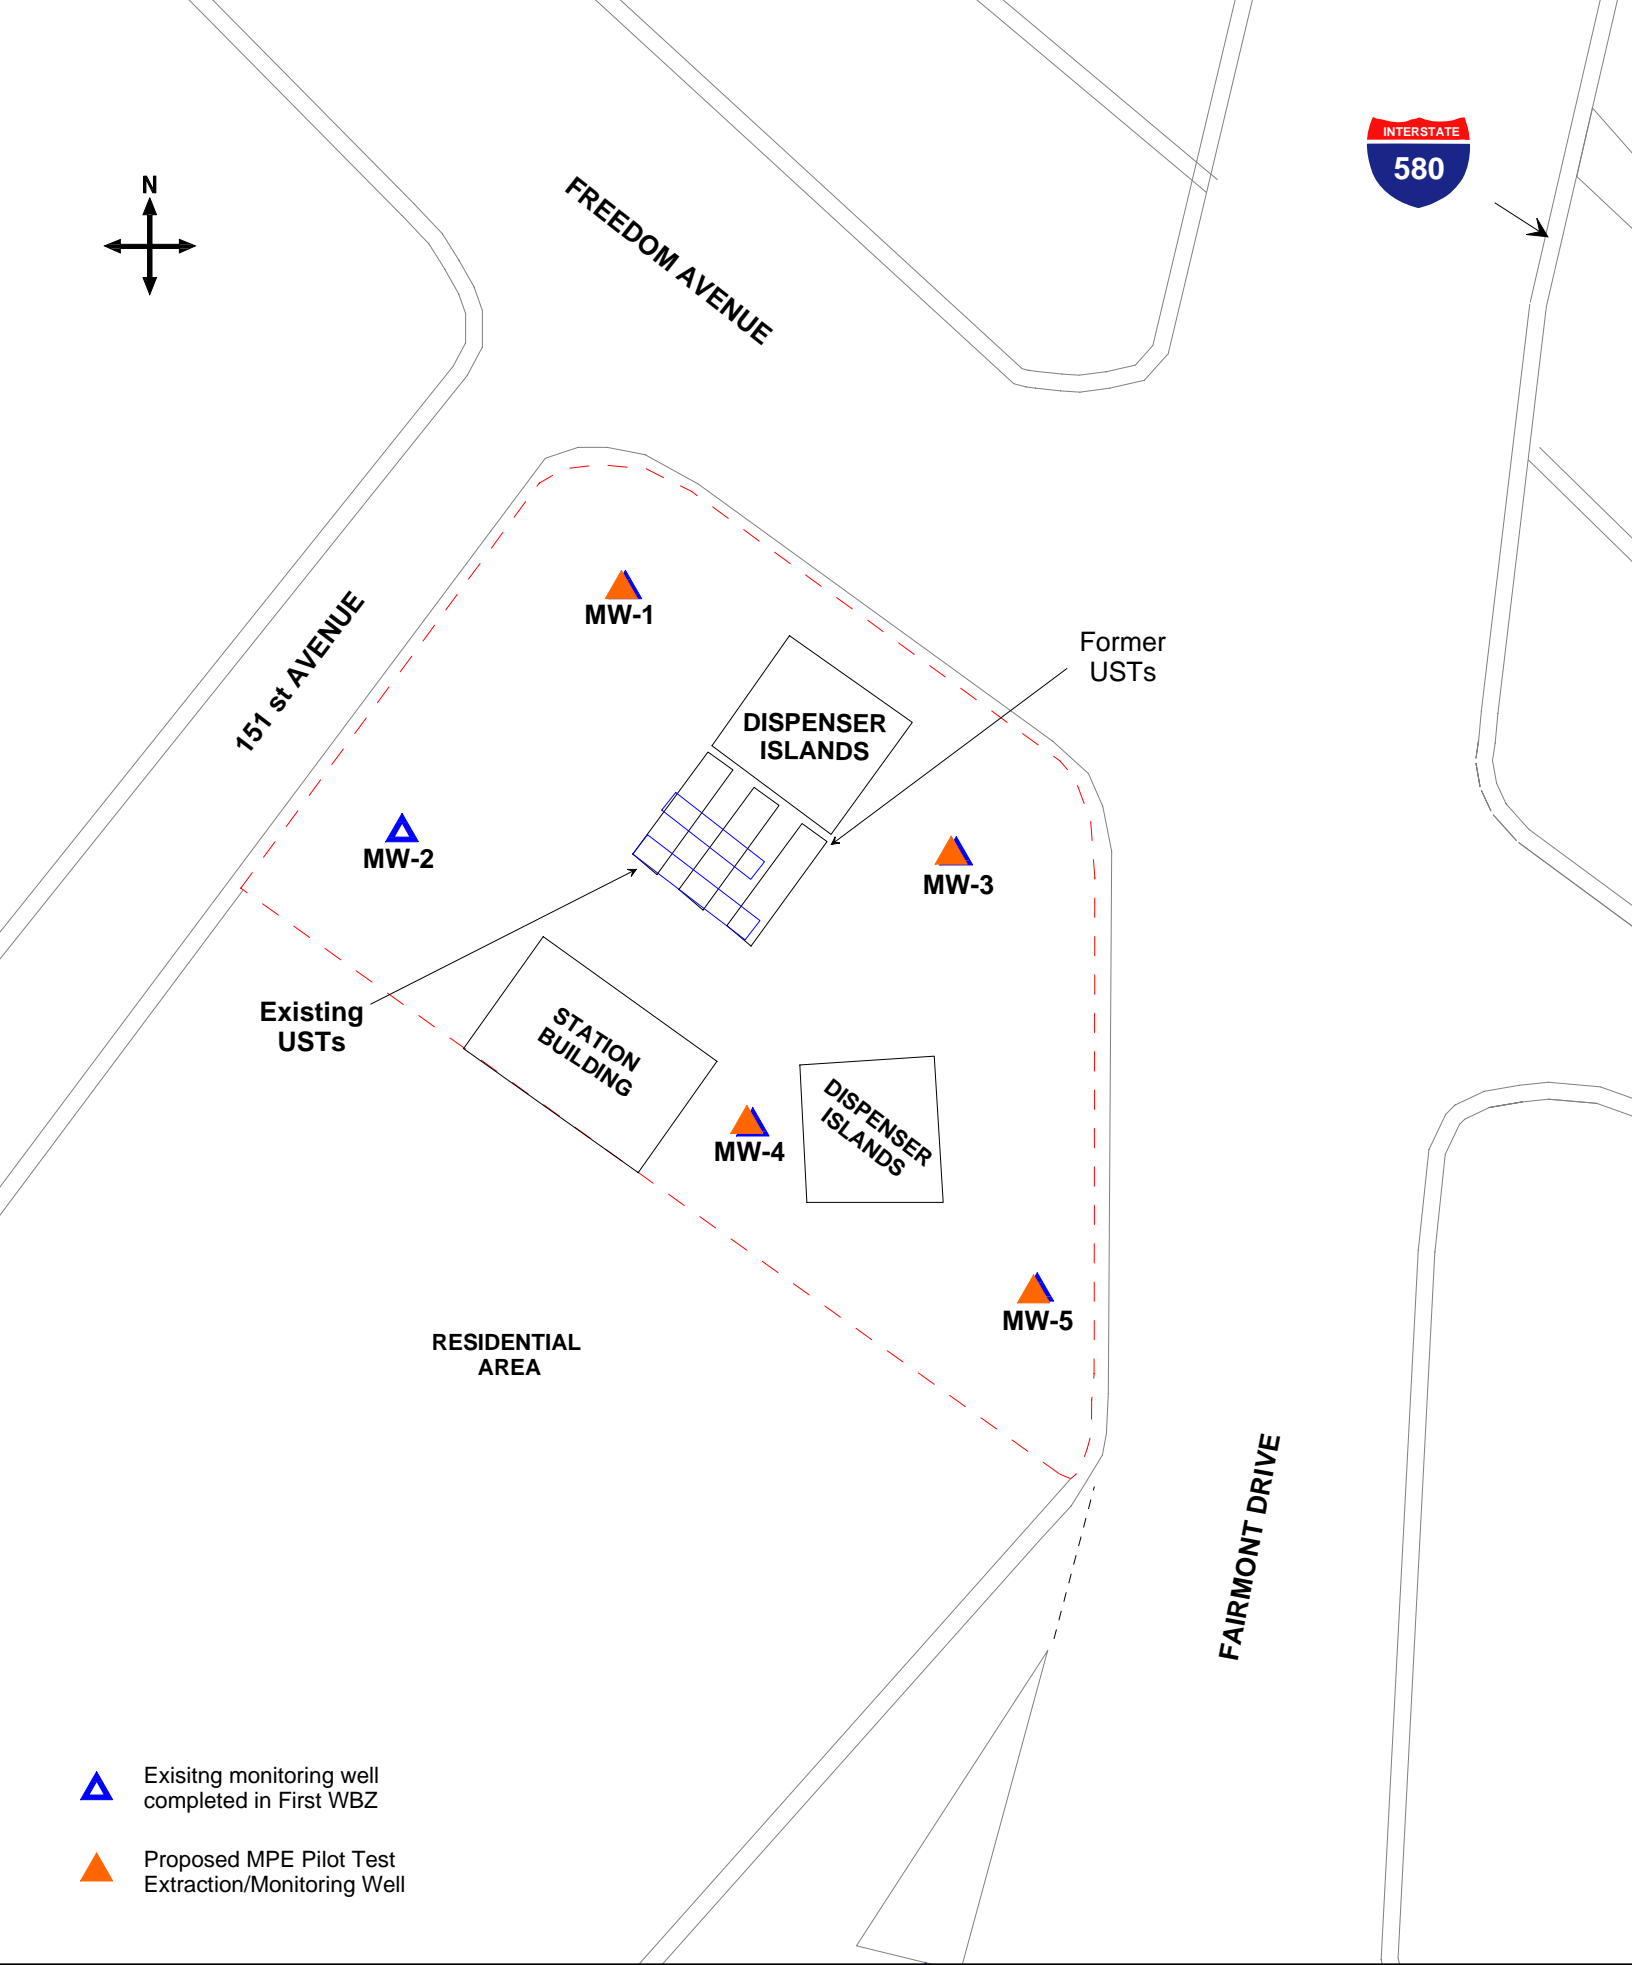 INTERSTATE
580
N
FREEDOM AVENUE
151 st AVENUE
MW-1
Former
USTs
DISPENSER
ISLANDS
MW-2
MW-3
Existing
USTs
STATION
BUILDING
DISPENSER
ISLANDS
MW-4
MW-5
RESIDENTIAL
AREA
FAIRMONT DRIVE
Exisitng monitoring well
completed in First WBZ
Proposed MPE Pilot Test
Extraction/Monitoring Well